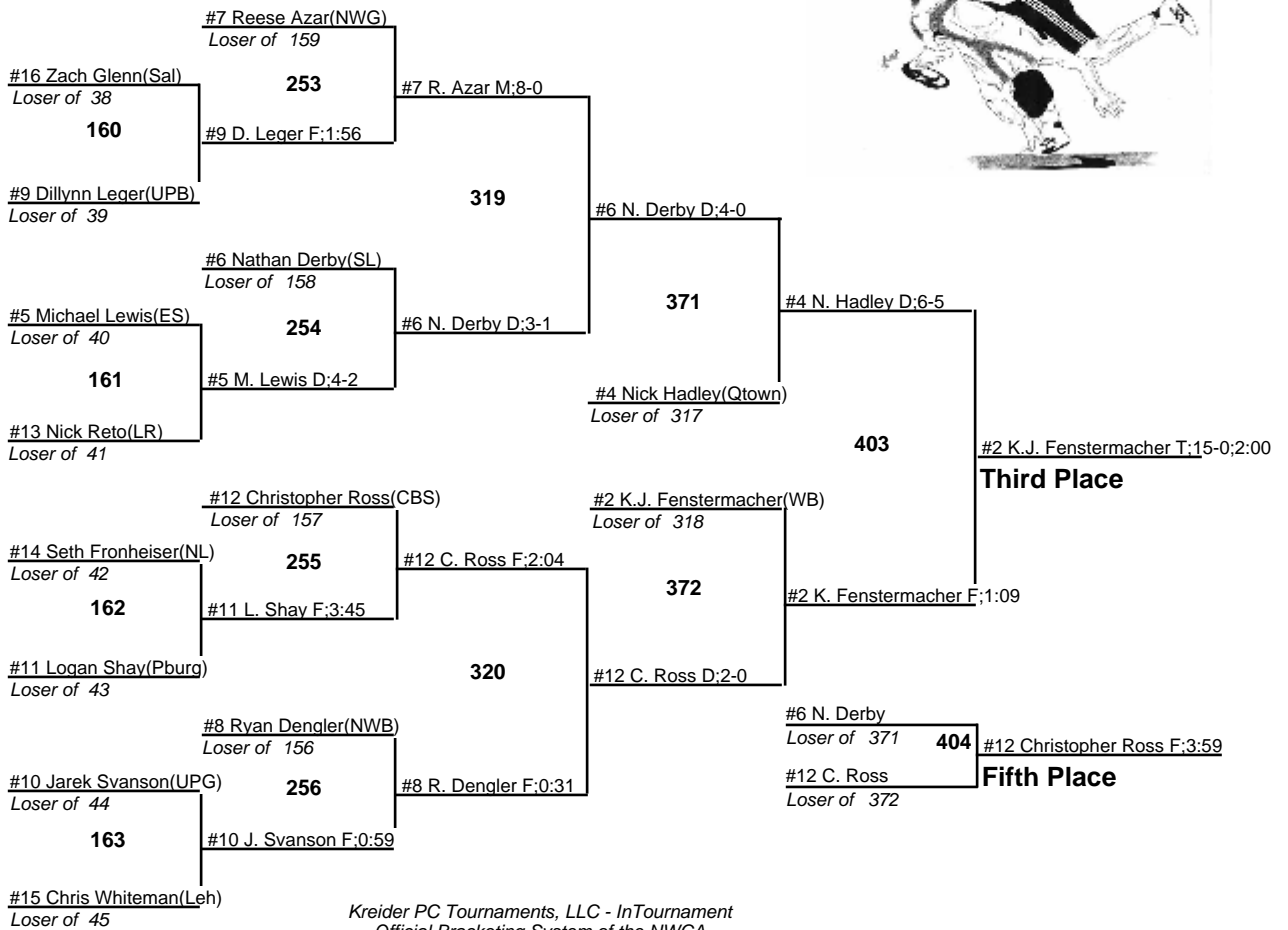 #7 Reese Azar(NWG)
Loser of 159
#16 Zach Glenn(Sal)
Loser of 38
253
#7 R. Azar M;8-0
160
#9 D. Leger F;1:56
#9 Dillynn Leger(UPB)
Loser of 39
319
#6 N. Derby D;4-0
#6 Nathan Derby(SL)
Loser of 158
#5 Michael Lewis(ES)
Loser of 40
254
#6 N. Derby D;3-1
371
#4 N. Hadley D;6-5
161
#5 M. Lewis D;4-2
#4 Nick Hadley(Qtown)
Loser of 317
#13 Nick Reto(LR)
Loser of 41
403
#2 K.J. Fenstermacher T;15-0;2:00
Third Place
#12 Christopher Ross(CBS)
Loser of 157
#2 K.J. Fenstermacher(WB)
Loser of 318
#14 Seth Fronheiser(NL)
Loser of 42
255
#12 C. Ross F;2:04
372
162
#11 L. Shay F;3:45
#2 K. Fenstermacher F;1:09
#11 Logan Shay(Pburg)
Loser of 43
320
#12 C. Ross D;2-0
#8 Ryan Dengler(NWB)
Loser of 156
#6 N. Derby
Loser of 371
404
#12 Christopher Ross F;3:59
Fifth Place
#12 C. Ross
Loser of 372
#10 Jarek Svanson(UPG)
Loser of 44
256
#8 R. Dengler F;0:31
163
#10 J. Svanson F;0:59
#15 Chris Whiteman(Leh)
Loser of 45
Kreider PC Tournaments, LLC - InTournament
Official Bracketing System of the NWCA